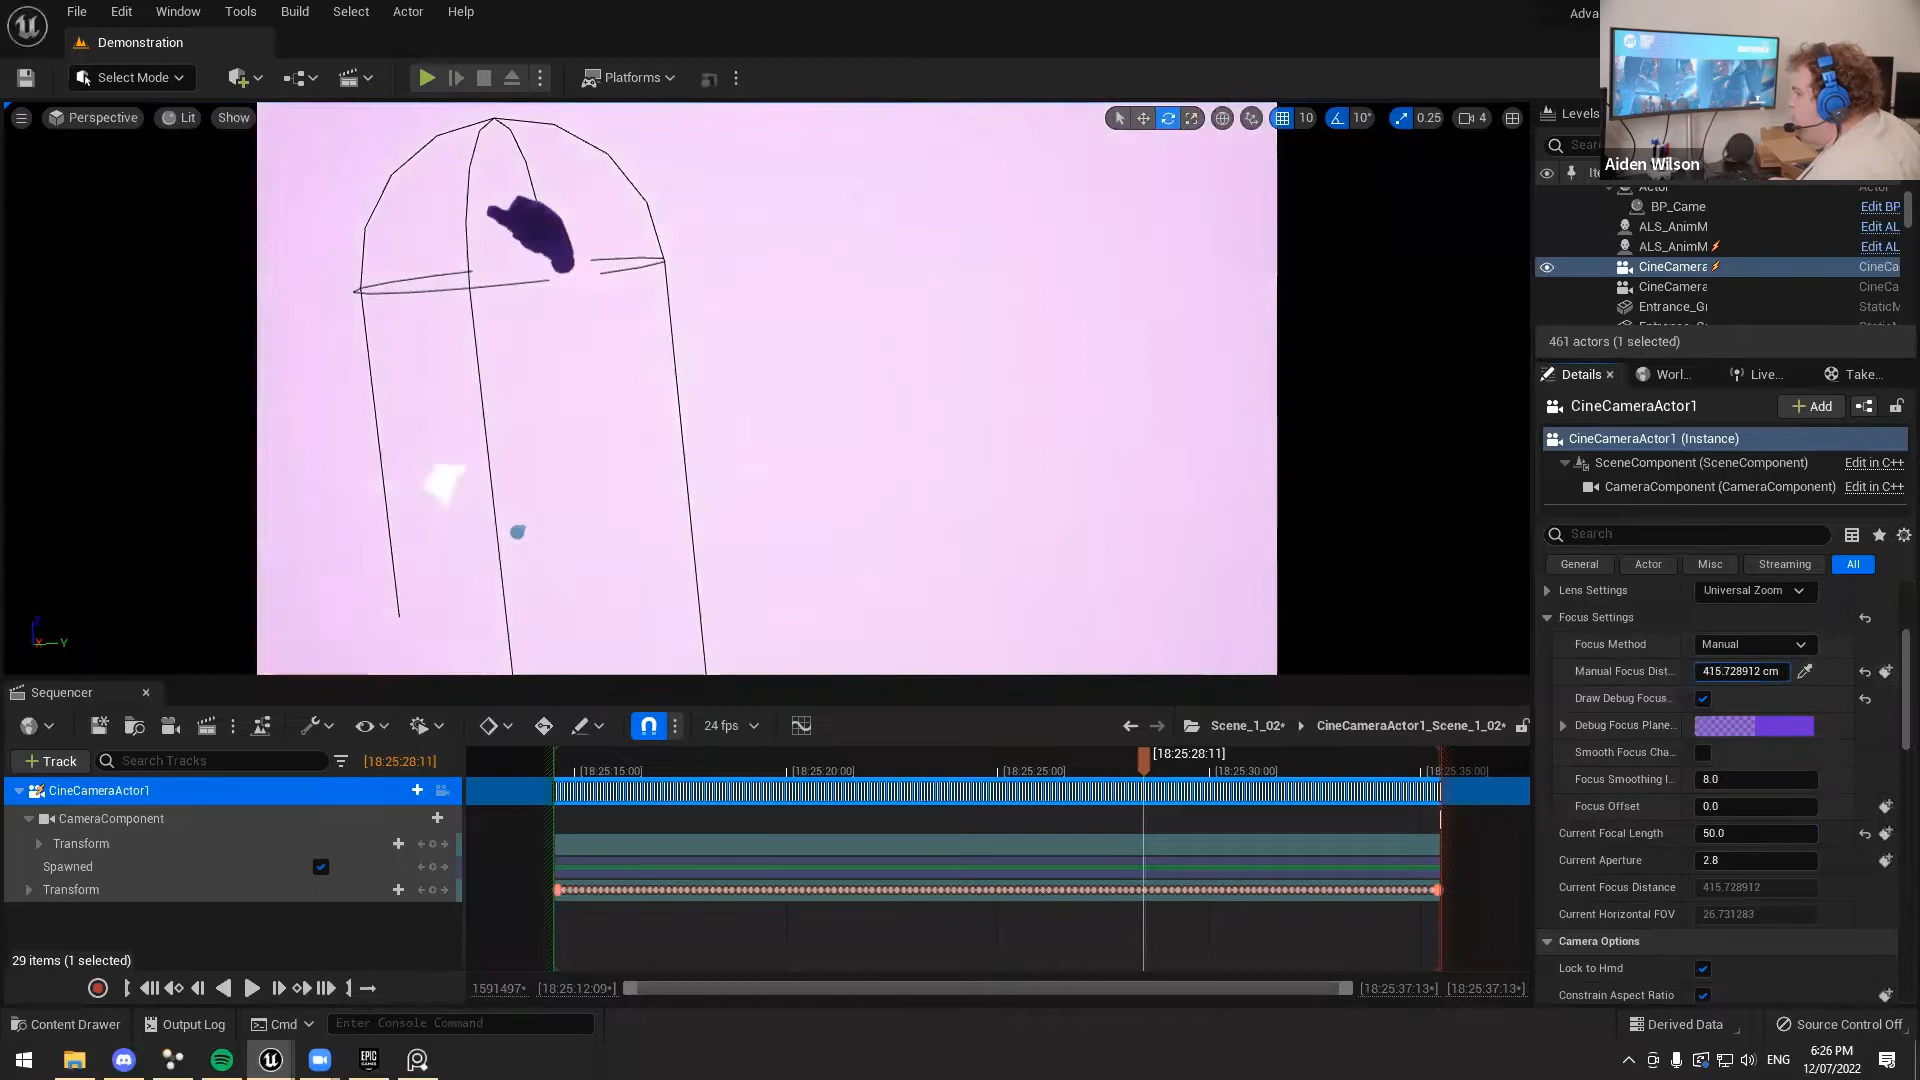 File Edit Window Tools Build Select Actor Help
Adva
Demonstration
Select Mode
Platforms
Perspective Lit Show
10 10° 0.25 4
Levels
Sear
Aiden Wilson
Ite
Actor Actor
BP_Came Edit BP
ALS_AnimM Edit AL
ALS_AnimM Edit AL
CineCamera CineCa
CineCamera CineCa
Entrance_Gr StaticM
461 actors (1 selected)
Details Worl... Live... Take...
CineCameraActor1 Add
CineCameraActor1 (Instance)
SceneComponent (SceneComponent) Edit in C++
CameraComponent (CameraComponent) Edit in C++
Search
General Actor Misc Streaming All
Lens Settings Universal Zoom
Focus Settings
Focus Method Manual
Manual Focus Dist... 415.728912 cm
Draw Debug Focus...
Debug Focus Plane...
Smooth Focus Cha...
Focus Smoothing I... 8.0
Focus Offset 0.0
Current Focal Length 50.0
Current Aperture 2.8
Current Focus Distance 415.728912
Current Horizontal FOV 26.731283
Camera Options
Lock to Hmd
Constrain Aspect Ratio
Y
Sequencer
24 fps
Scene_1_02* CineCameraActor1_Scene_1_02*
Track Search Tracks [18:25:28:11]
[18:25:28:11]
[18:25:15:00] [18:25:20:00] [18:25:25:00] [18:25:30:00] [18:25:35:00]
CineCameraActor1
CameraComponent
Transform
Spawned
Transform
29 items (1 selected)
1591497* [18:25:12:09*] [18:25:37:13*] [18:25:37:13*]
Content Drawer Output Log Cmd Enter Console Command Derived Data Source Control Off
EPIC GAMES
ENG
6:26 PM
12/07/2022